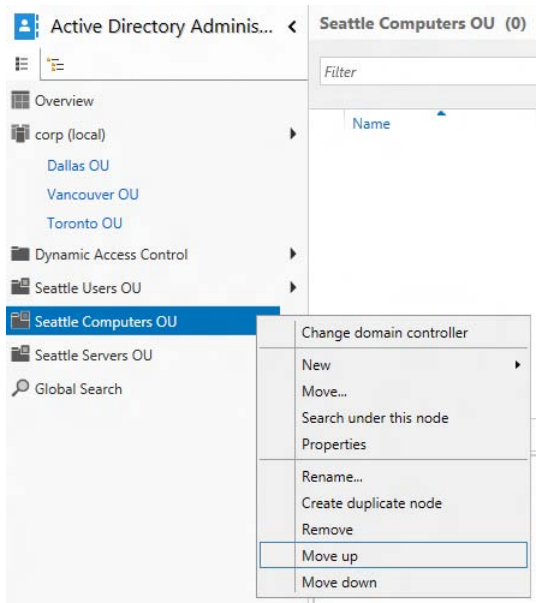 Active Directory Adminis...
Seattle Computers OU (0)
Filter
Name
Overview
corp (local)
Dallas OU
Vancouver OU
Toronto OU
Dynamic Access Control
Seattle Users OU
Seattle Computers OU
Seattle Servers OU
Global Search
Change domain controller
New
Move...
Search under this node
Properties
Rename...
Create duplicate node
Remove
Move up
Move down